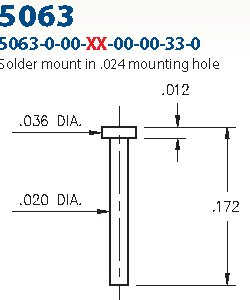 5063
5063-0-00-XX-00-00-33-0
Solder mount in .024 mounting hole
.012
.036 DIA.
.020 DIA.
.172